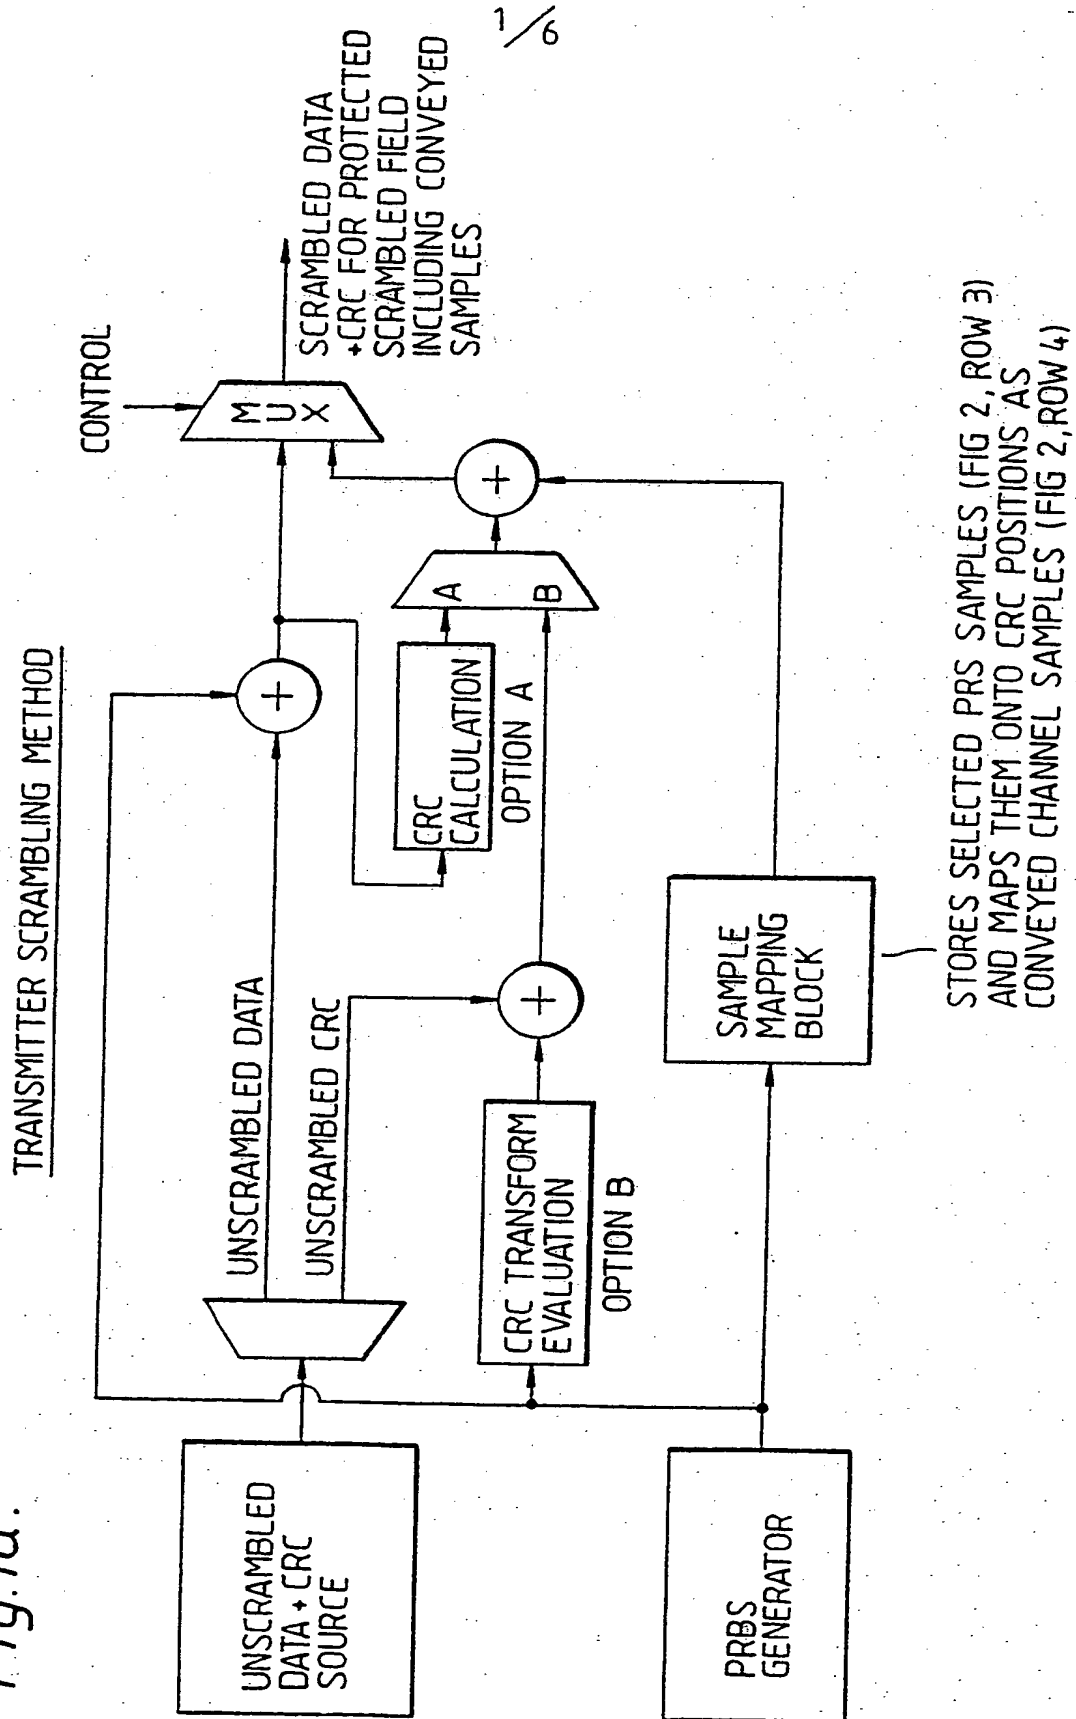 1/6
Fig.1a.
TRANSMITTER SCRAMBLING METHOD
UNSCRAMBLED
DATA + CRC
SOURCE
UNSCRAMBLED DATA
UNSCRAMBLED CRC
CONTROL
MUX
SCRAMBLED DATA
+CRC FOR PROTECTED
SCRAMBLED FIELD
INCLUDING CONVEYED
SAMPLES
CRC
CALCULATION
OPTION A
A
B
+
+
+
CRC TRANSFORM
EVALUATION
OPTION B
PRBS
GENERATOR
SAMPLE
MAPPING
BLOCK
STORES SELECTED PRS SAMPLES (FIG 2, ROW 3)
AND MAPS THEM ONTO CRC POSITIONS AS
CONVEYED CHANNEL SAMPLES (FIG 2, ROW 4)